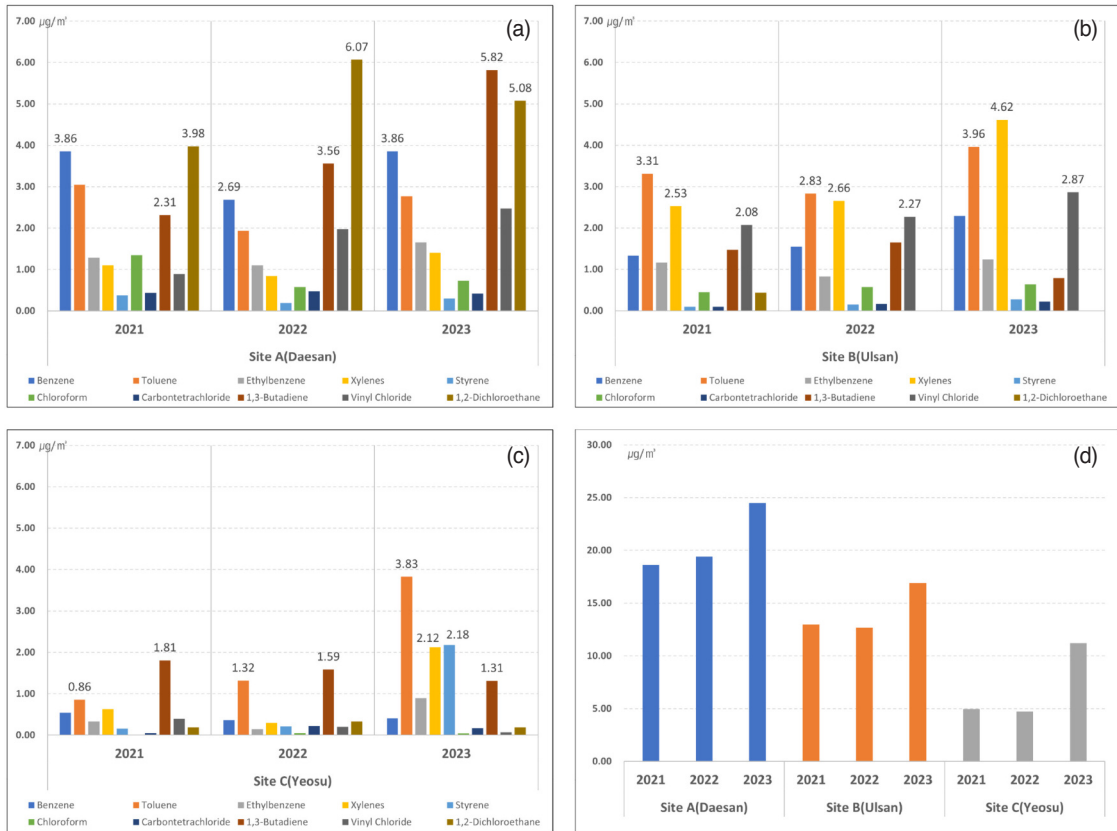 7.00 μg/㎥ (a)
6.07
6.00
5.82
5.08
5.00
4.00
3.86 3.98 3.56 3.86
3.00
2.69
2.31
2.00
1.00
0.00
2021 2022 2023
Site A(Daesan)
Benzene Toluene Ethylbenzene Xylenes Styrene
Chloroform Carbontetrachloride 1,3-Butadiene Vinyl Chloride 1,2-Dichloroethane
7.00 μg/㎥ (b)
6.00
5.00
4.62
4.00
3.96
3.31
3.00
2.53 2.83 2.66 2.87
2.08 2.27
2.00
1.00
0.00
2021 2022 2023
Site B(Ulsan)
Benzene Toluene Ethylbenzene Xylenes Styrene
Chloroform Carbontetrachloride 1,3-Butadiene Vinyl Chloride 1,2-Dichloroethane
7.00 μg/㎥ (c)
6.00
5.00
4.00
3.83
3.00
2.12 2.18
2.00
1.81 1.59
1.32 1.31
1.00
0.86
0.00
2021 2022 2023
Site C(Yeosu)
Benzene Toluene Ethylbenzene Xylenes Styrene
Chloroform Carbontetrachloride 1,3-Butadiene Vinyl Chloride 1,2-Dichloroethane
30.00 μg/㎥ (d)
25.00
20.00
15.00
10.00
5.00
0.00
2021 2022 2023 2021 2022 2023 2021 2022 2023
Site A(Daesan) Site B(Ulsan) Site C(Yeosu)